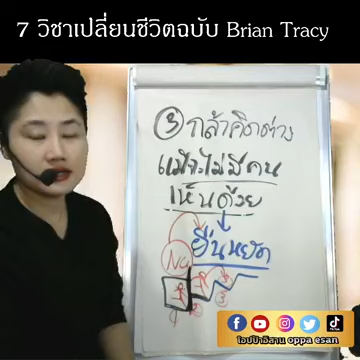 7 วิชาเปลี่ยนชีวิตฉบับ Brian Tracy
③ กล้าคิดต่าง
แม้จะไม่มีคน
เห็นด้วย
ยืนหยัด
No
โอปป้าอีสาน oppa esan